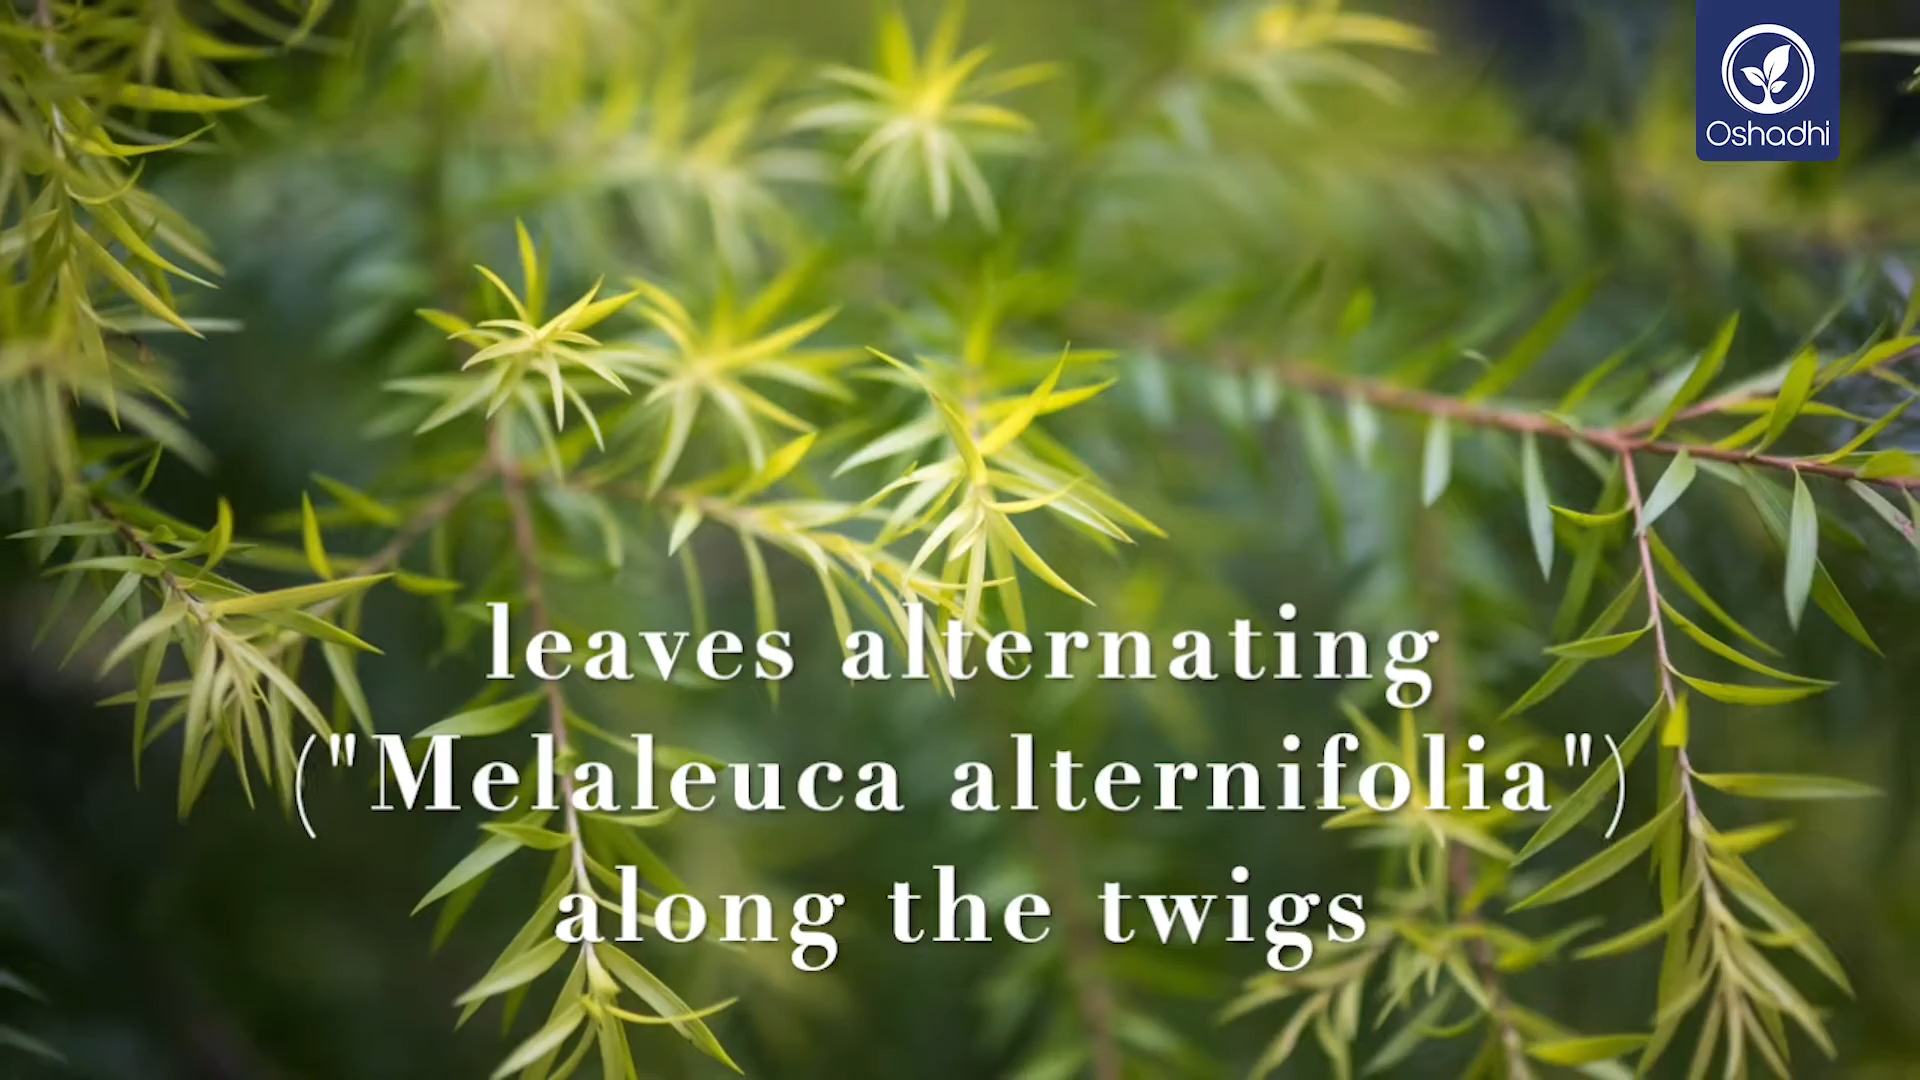 Oshadhi
leaves alternating
("Melaleuca alternifolia")
along the twigs